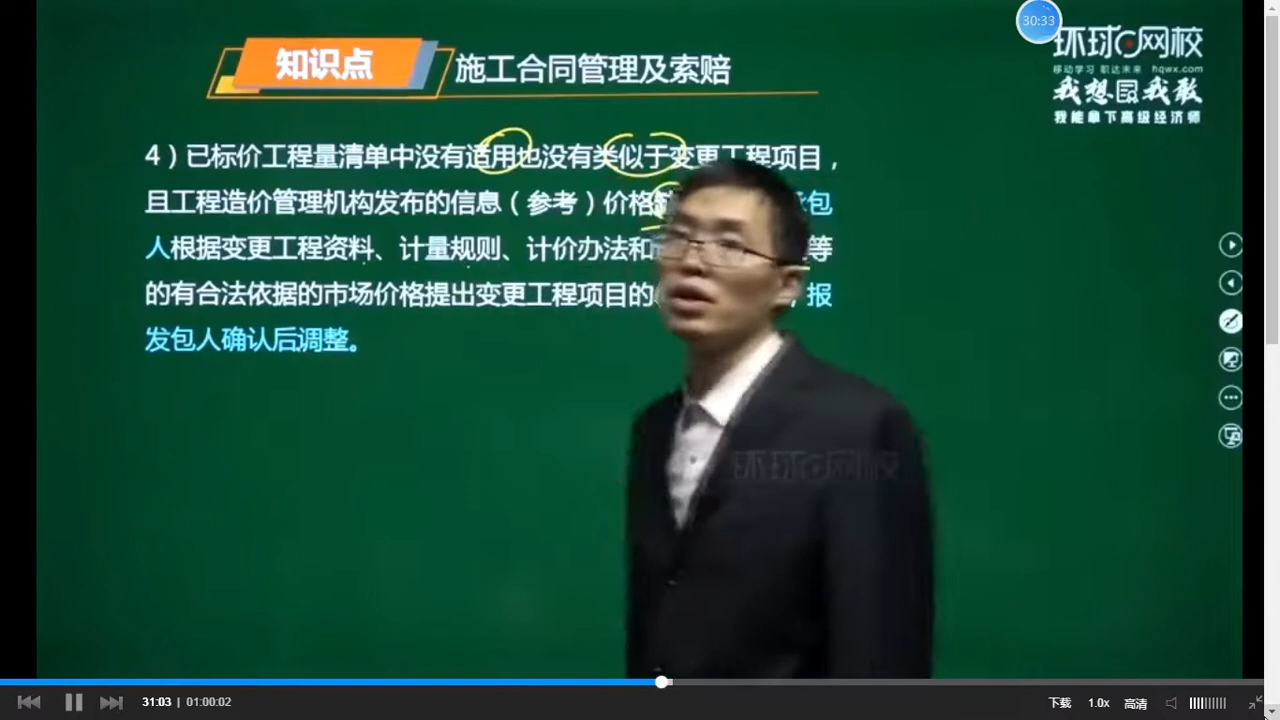 30:33
环球网校
移动学习 职达未来 hqwx.com
我想我敢
我能拿下高级经济师
知识点
施工合同管理及索赔
4）已标价工程量清单中没有适用也没有类似于变更工程项目，
且工程造价管理机构发布的信息（参考）价格 包
人根据变更工程资料、计量规则、计价办法和 等
的有合法依据的市场价格提出变更工程项目的 ，报
发包人确认后调整。
环球网校
31:03 | 01:00:02
下载 1.0x 高清